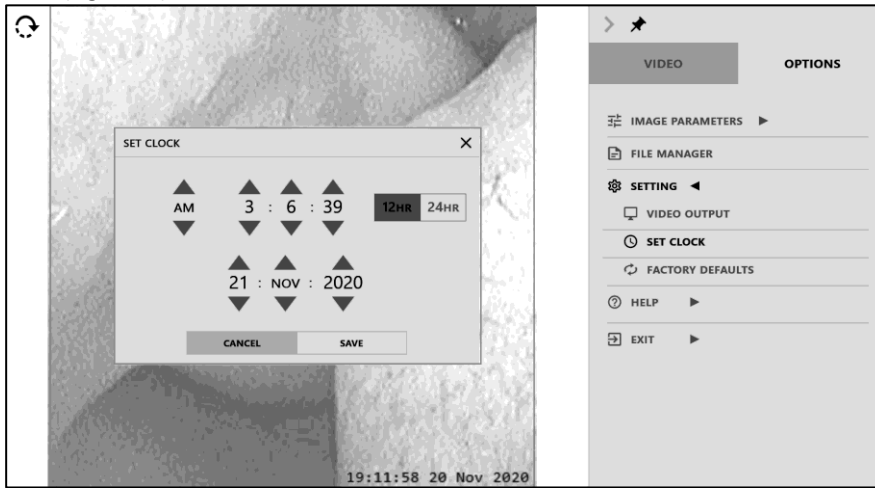 VIDEO OPTIONS
IMAGE PARAMETERS
FILE MANAGER
SETTING
VIDEO OUTPUT
SET CLOCK
FACTORY DEFAULTS
HELP
EXIT
SET CLOCK
AM 3 : 6 : 39 12HR 24HR
21 : NOV : 2020
CANCEL SAVE
19:11:58 20 Nov 2020